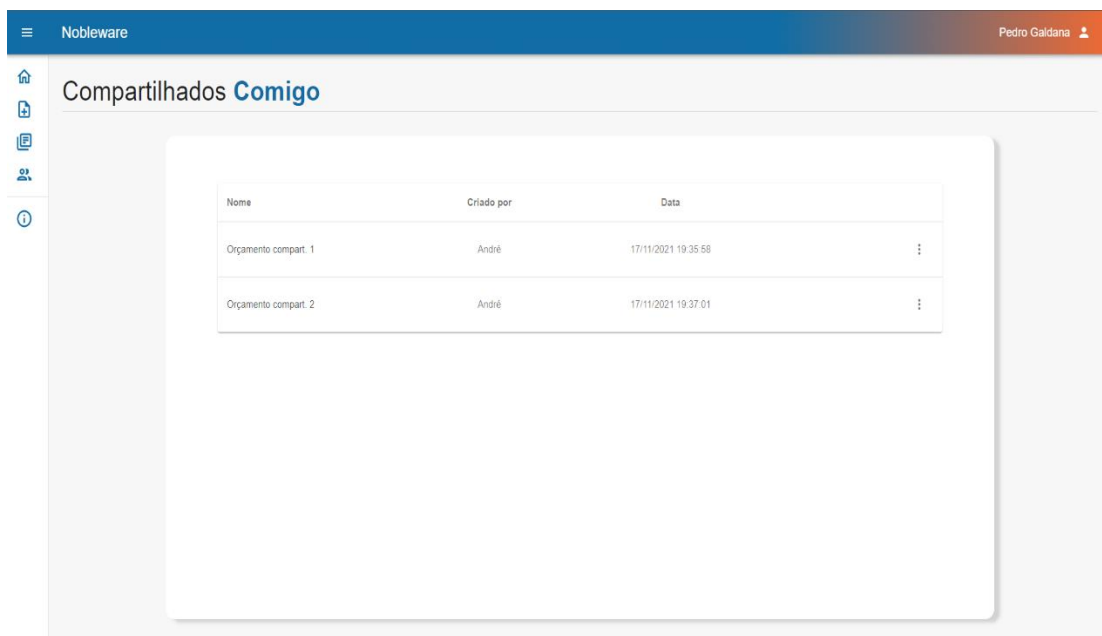 Nobleware Pedro Galdana
Compartilhados Comigo
Nome Criado por Data
Orçamento compart. 1 André 17/11/2021 19:35:58
Orçamento compart. 2 André 17/11/2021 19:37:01